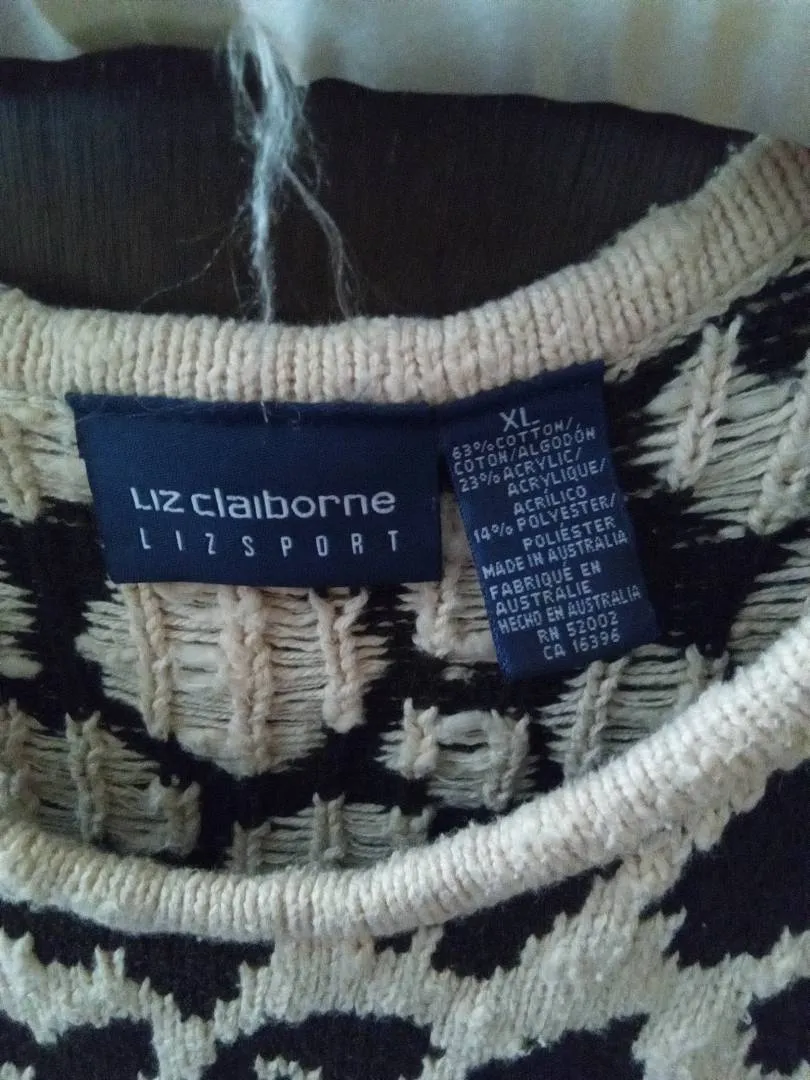 LIZ claiborne
LIZSPORT
XL
63% COTTON/
COTON/ALGODÓN
23% ACRYLIC/
ACRYLIQUE/
ACRÍLICO
14% POLYESTER/
POLIÉSTER
MADE IN AUSTRALIA
FABRIQUÉ EN
AUSTRALIE
HECHO EN AUSTRALIA
RN 52002
CA 16396